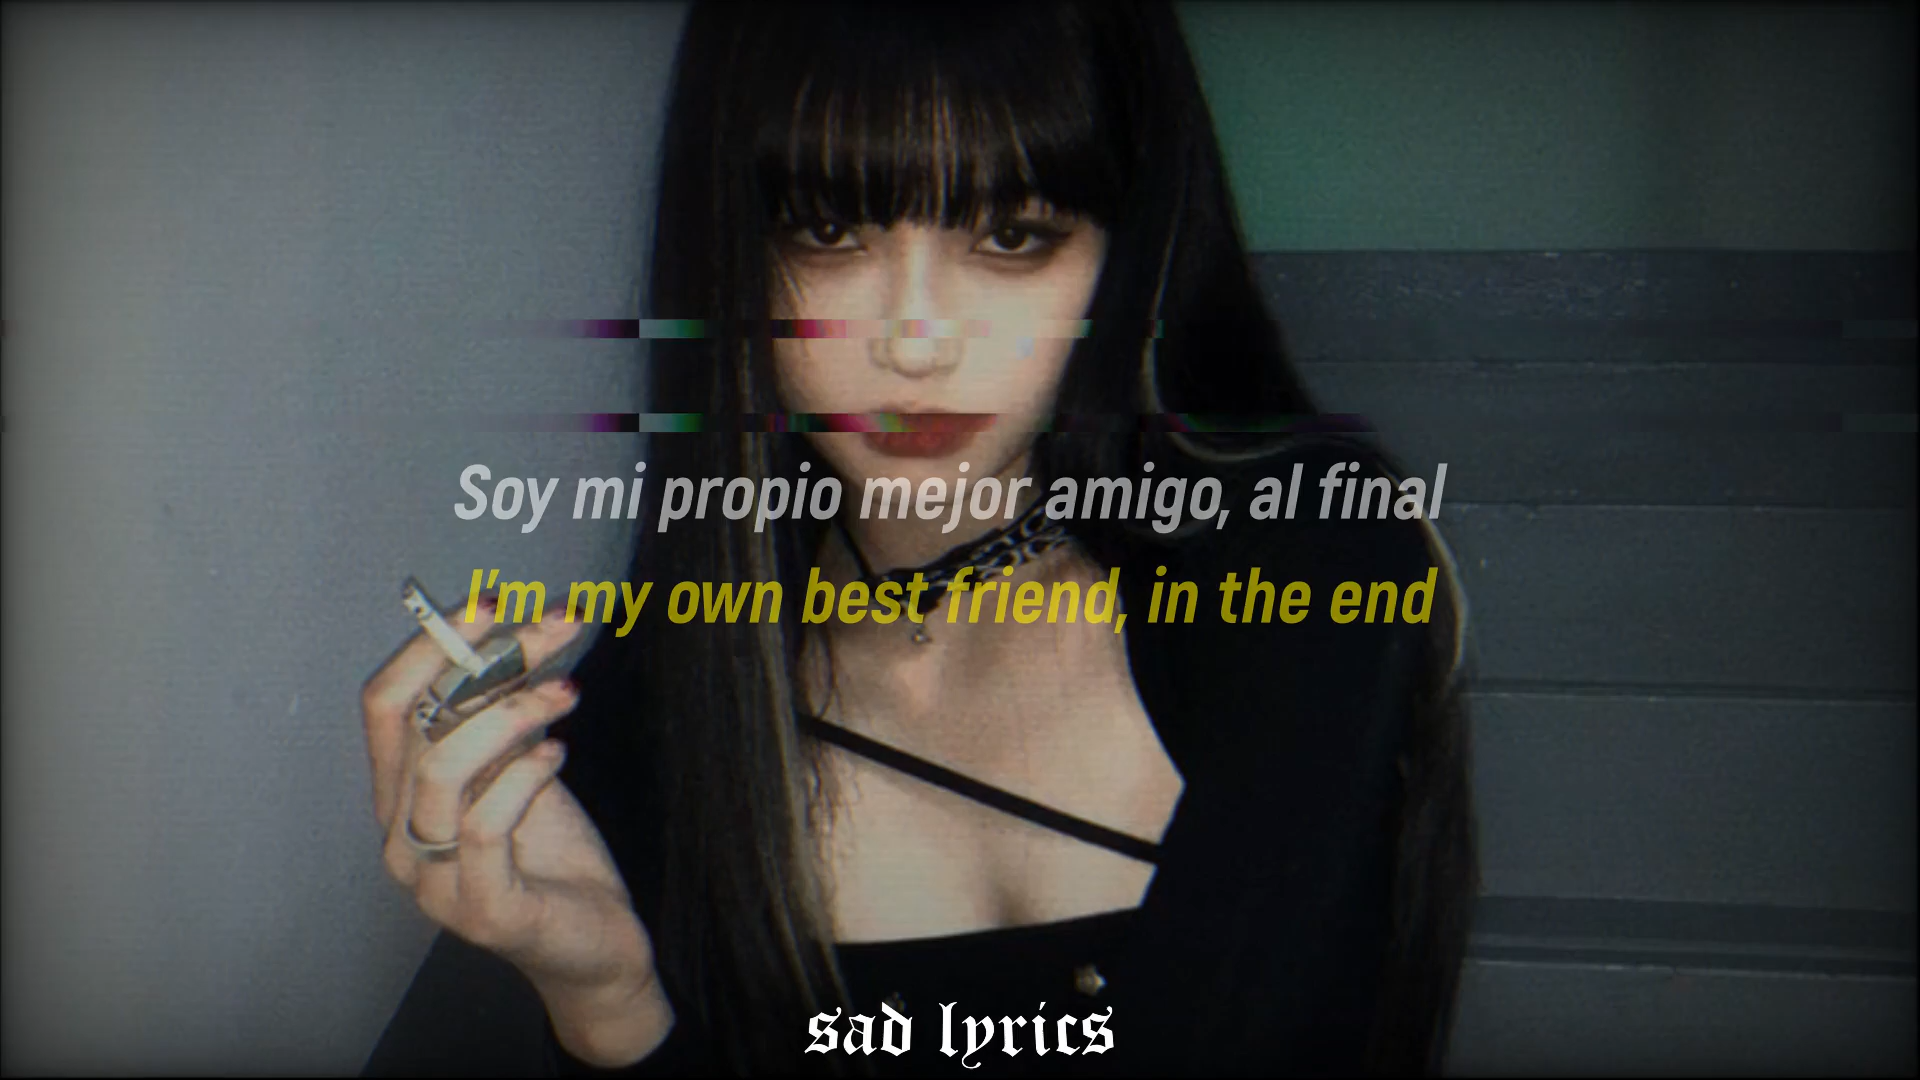 Soy mi propio mejor amigo, al final
I'm my own best friend, in the end
sad lyrics